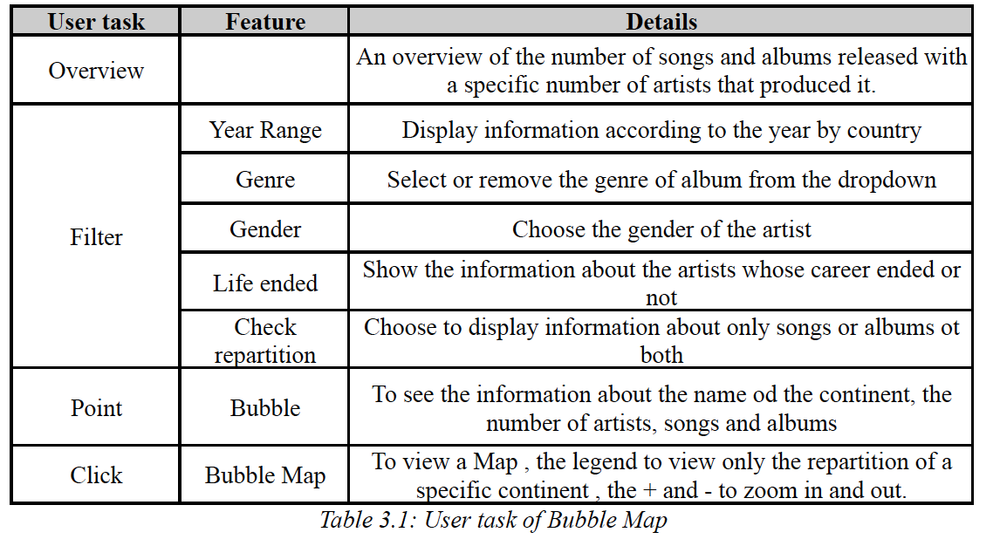 User task Feature Details
Overview
An overview of the number of songs and albums released with
a specific number of artists that produced it.
Filter
Year Range Display information according to the year by country
Genre Select or remove the genre of album from the dropdown
Gender Choose the gender of the artist
Life ended
Show the information about the artists whose career ended or
not
Check
repartition
Choose to display information about only songs or albums ot
both
Point Bubble
To see the information about the name od the continent, the
number of artists, songs and albums
Click Bubble Map
To view a Map , the legend to view only the repartition of a
specific continent , the + and - to zoom in and out.
Table 3.1: User task of Bubble Map